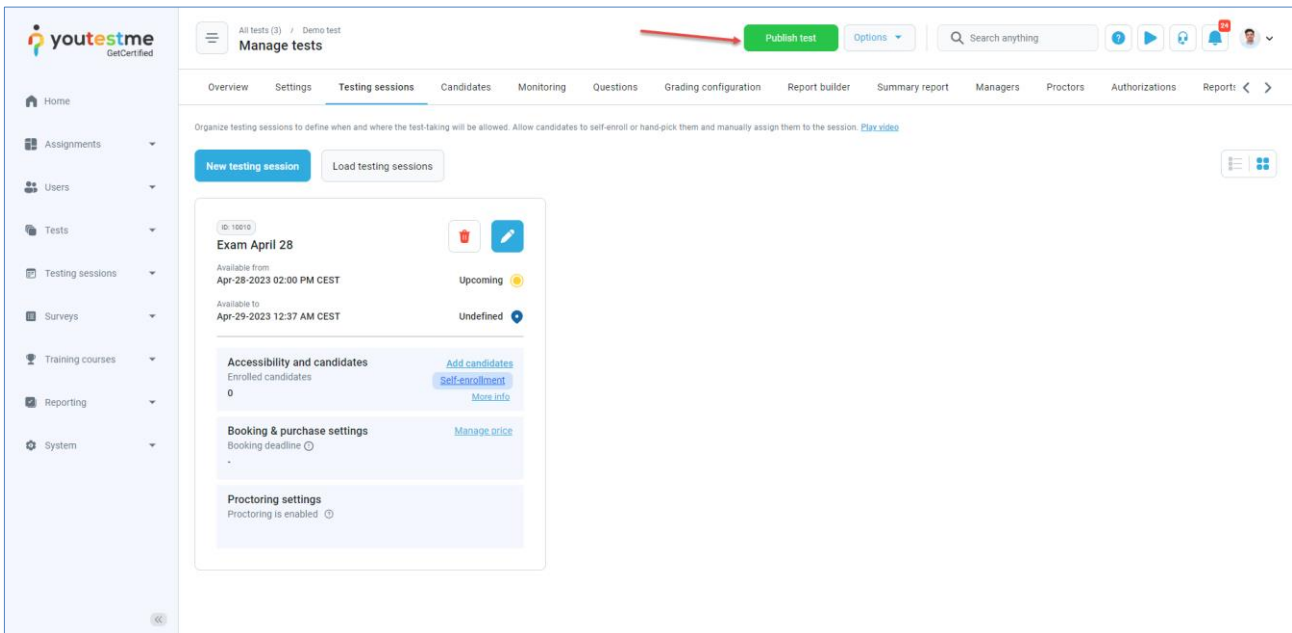 youtestme
GetCertified
Home
Assignments
Users
Tests
Testing sessions
Surveys
Training courses
Reporting
System
All tests (3) / Demo test
Manage tests
Publish test
Options
Search anything
24
Overview Settings Testing sessions Candidates Monitoring Questions Grading configuration Report builder Summary report Managers Proctors Authorizations Reports
Organize testing sessions to define when and where the test-taking will be allowed. Allow candidates to self-enroll or hand-pick them and manually assign them to the session. Play video
New testing session Load testing sessions
ID: 10010
Exam April 28
Available from
Apr-28-2023 02:00 PM CEST Upcoming
Available to
Apr-29-2023 12:37 AM CEST Undefined
Accessibility and candidates Add candidates
Enrolled candidates Self-enrollment
0 More info
Booking & purchase settings Manage price
Booking deadline
-
Proctoring settings
Proctoring is enabled